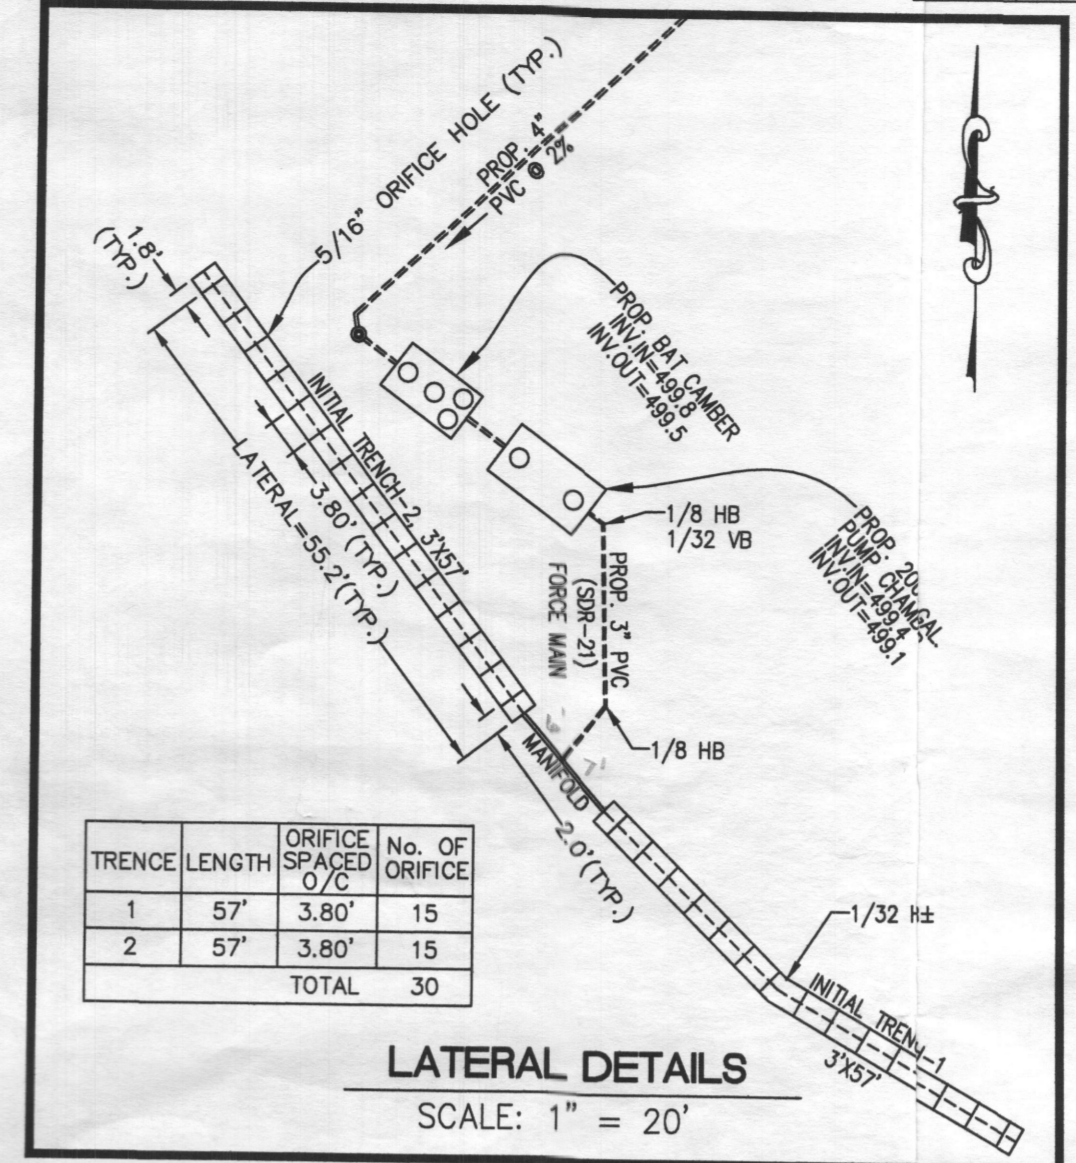 5/16" ORIFICE HOLE (TYP.)
PROP. 4"
PVC @ 2%
1.8'
(TYP.)
PROP. BAT CAMBER
INV.IN=499.8
INV.OUT=499.5
INITIAL TRENCH-2
3'X57'
3.80' (TYP.)
LATERAL=55.2'(TYP.)
PROP.
PUMP
INV.IN=499.4
INV.OUT=499.1
1/8 HB
1/32 VB
PROP. 3" PVC
(SDR-21)
FORCE MAIN
1/8 HB
MANIFOLD
7'
2.0'(TYP.)
TRENCE LENGTH ORIFICE SPACED O/C No. OF ORIFICE
1 57' 3.80' 15
2 57' 3.80' 15
TOTAL 30
1/32
INITIAL
3'X57'
LATERAL DETAILS
SCALE: 1" = 20'